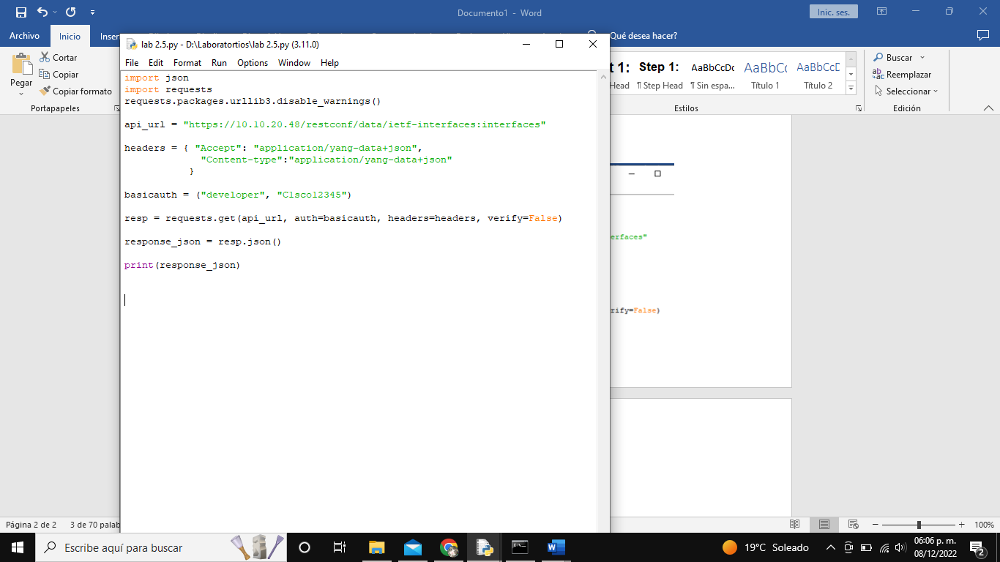 Documento1 - Word
Inic. ses.
Archivo
Inicio
Inser
Qué desea hacer?
Pegar
Cortar
Copiar
Copiar formato
Portapapeles
t 1:
Head
Step 1:
¶ Step Head
AaBbCcDc
¶ Sin espa...
AaBbCc
Título 1
AaBbCcD
Título 2
Estilos
Buscar
Reemplazar
Seleccionar
Edición
lab 2.5.py - D:\Laboratortios\lab 2.5.py (3.11.0)
File Edit Format Run Options Window Help
import json
import requests
requests.packages.urllib3.disable_warnings()
api_url = "https://10.10.20.48/restconf/data/ietf-interfaces:interfaces"
headers = { "Accept": "application/yang-data+json",
"Content-type":"application/yang-data+json"
}
basicauth = ("developer", "C1sco12345")
resp = requests.get(api_url, auth=basicauth, headers=headers, verify=False)
response_json = resp.json()
print(response_json)
erfaces"
rify=False)
Página 2 de 2 3 de 70 palab
100%
Escribe aquí para buscar
19°C Soleado
06:06 p. m.
08/12/2022
2